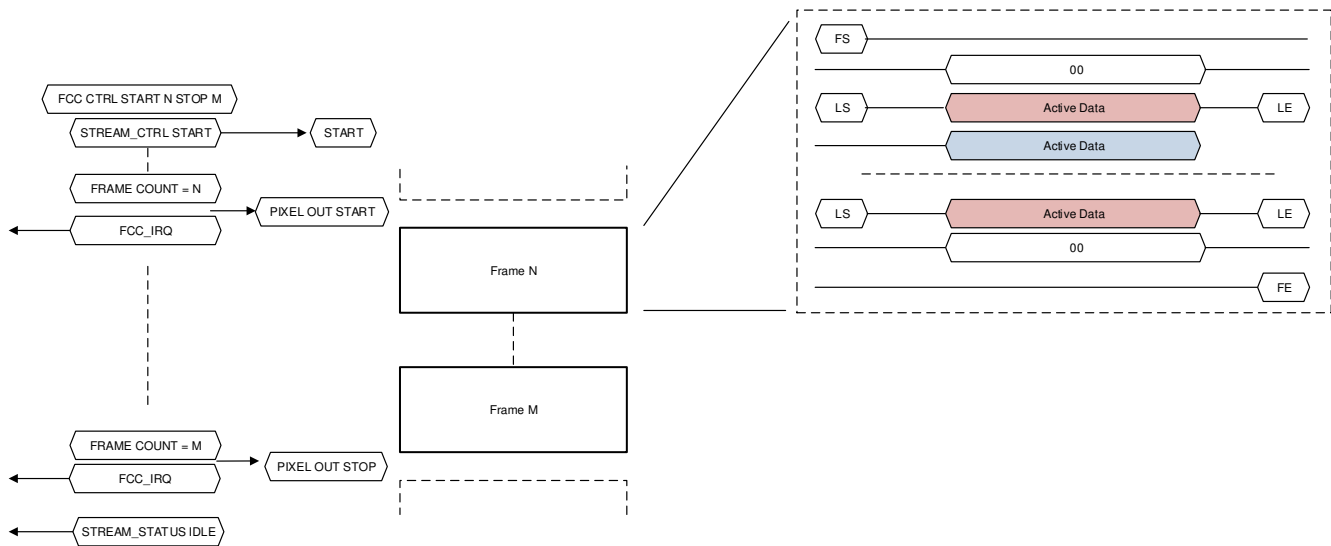 FCC CTRL START N STOP M
STREAM_CTRL START
START
FRAME COUNT = N
PIXEL OUT START
FCC_IRQ
Frame N
Frame M
FRAME COUNT = M
PIXEL OUT STOP
FCC_IRQ
STREAM_STATUS IDLE
FS
00
LS
Active Data
LE
Active Data
LS
Active Data
LE
00
FE